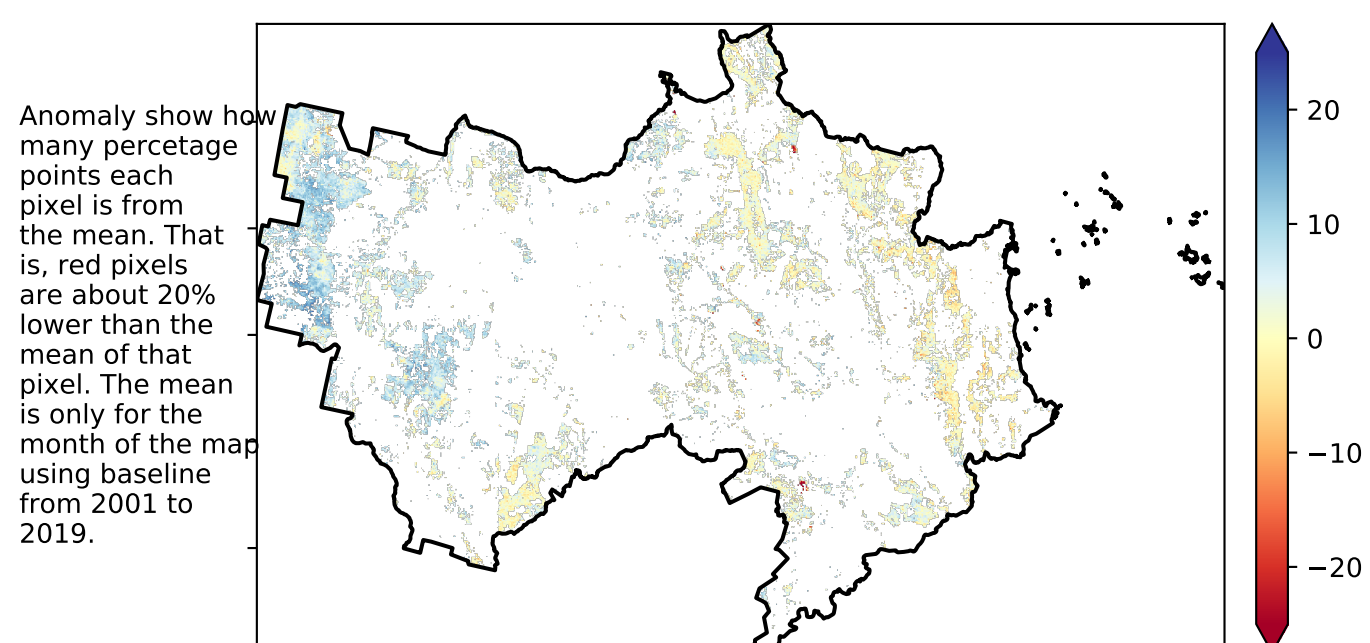 Anomaly show how
many percetage
points each
pixel is from
the mean. That
is, red pixels
are about 20%
lower than the
mean of that
pixel. The mean
is only for the
month of the map
using baseline
from 2001 to
2019.
20
10
0
−10
−20